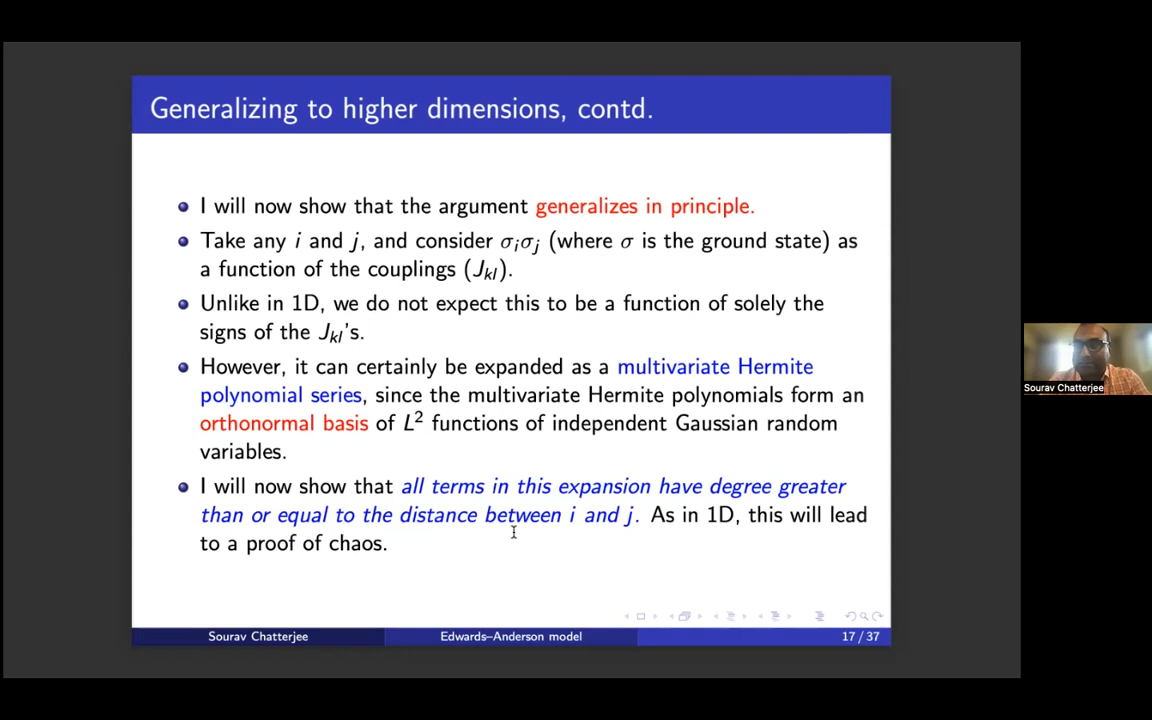 Generalizing to higher dimensions, contd.
I will now show that the argument generalizes in principle.
Take any i and j, and consider σᵢσⱼ (where σ is the ground state) as
a function of the couplings (Jₖₗ).
Unlike in 1D, we do not expect this to be a function of solely the
signs of the Jₖₗ's.
However, it can certainly be expanded as a multivariate Hermite
polynomial series, since the multivariate Hermite polynomials form an
orthonormal basis of L² functions of independent Gaussian random
variables.
I will now show that all terms in this expansion have degree greater
than or equal to the distance between i and j. As in 1D, this will lead
to a proof of chaos.
Sourav Chatterjee
Sourav Chatterjee Edwards–Anderson model 17 / 37